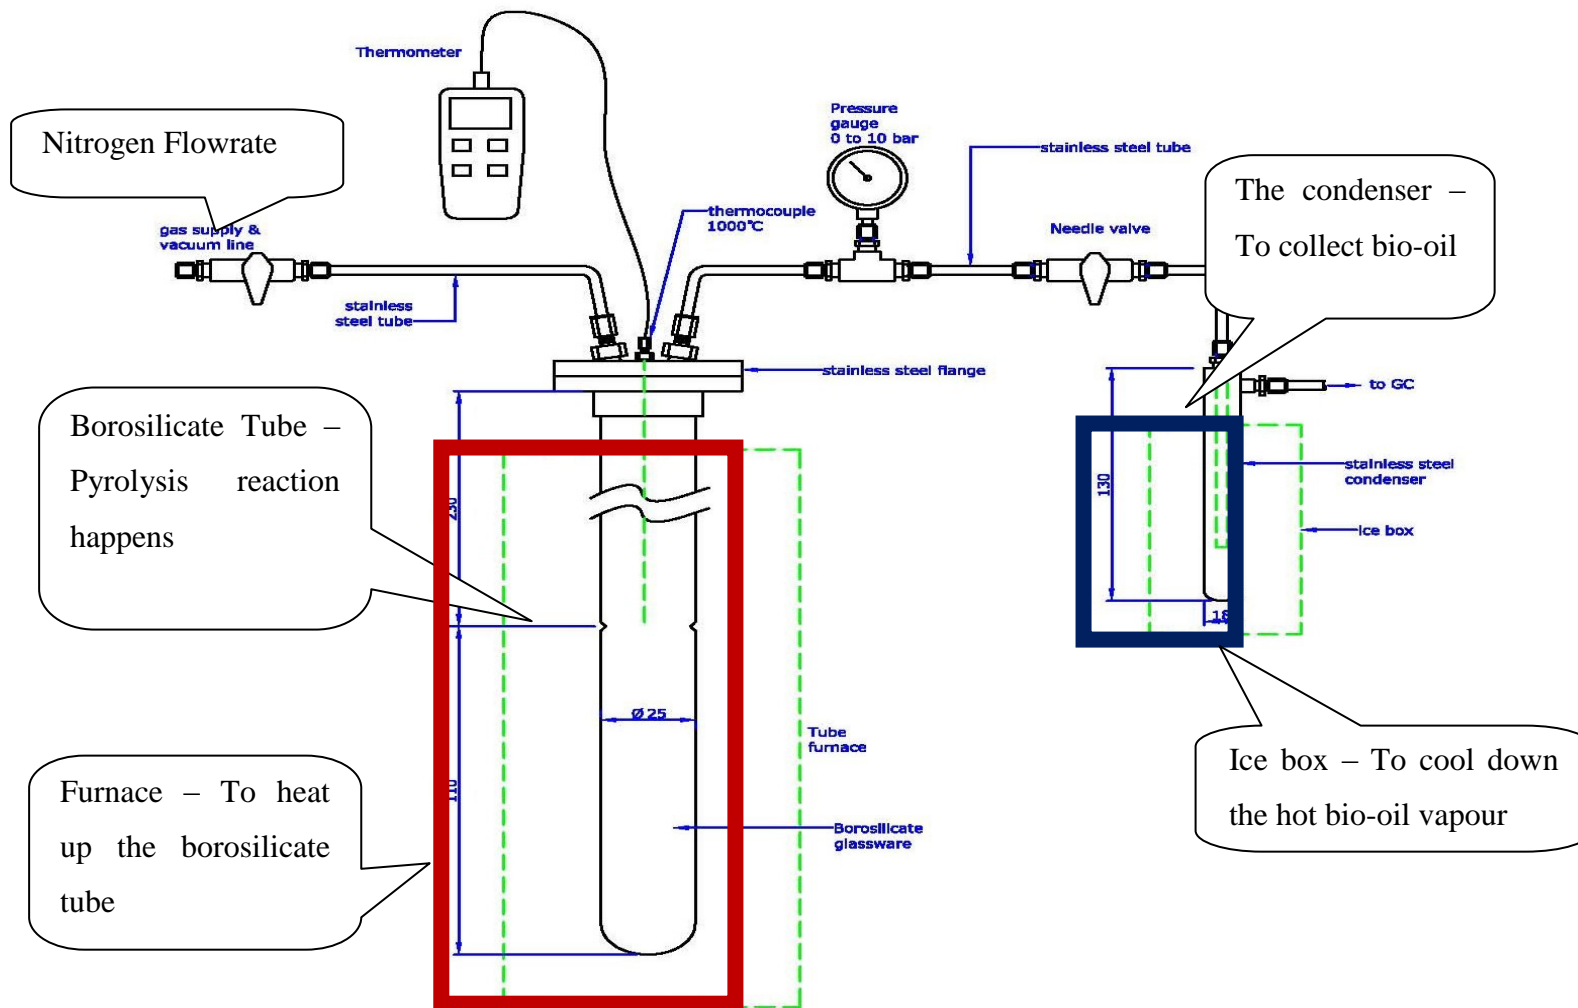 Thermometer
Nitrogen Flowrate
gas supply &
vacuum line
stainless
steel tube
thermocouple
1000°C
Pressure
gauge
0 to 10 bar
stainless steel tube
Needle valve
The condenser –
To collect bio-oil
stainless steel flange
to GC
Borosilicate Tube –
Pyrolysis reaction
happens
230
130
stainless steel
condenser
Ice box
18
Ø 25
Tube
furnace
110
Furnace – To heat
up the borosilicate
tube
Borosilicate
glassware
Ice box – To cool down
the hot bio-oil vapour